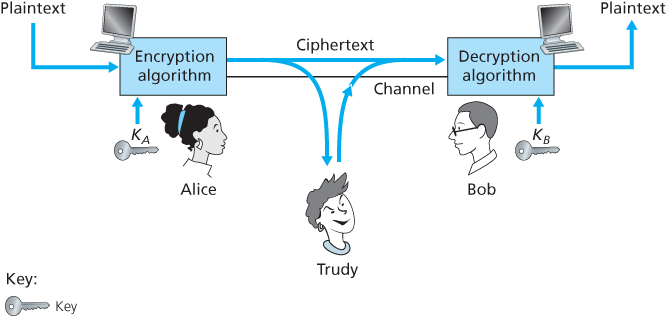 Plaintext
Plaintext
Ciphertext
Encryption
algorithm
Decryption
algorithm
Channel
K_A
K_B
Alice
Bob
Trudy
Key:
Key